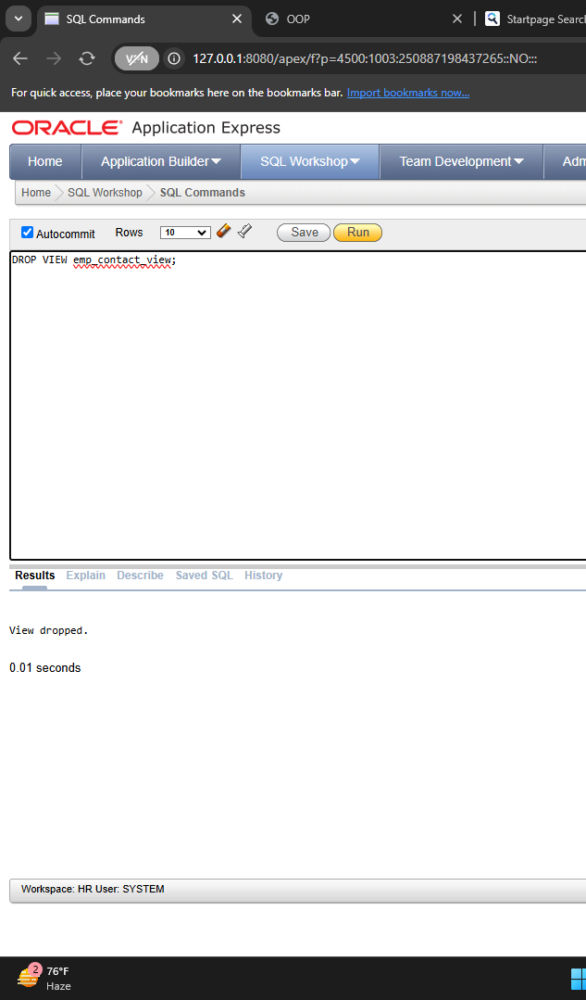 SQL Commands
OOP
Startpage Searc
VPN
127.0.0.1:8080/apex/f?p=4500:1003:250887198437265::NO:::
For quick access, place your bookmarks here on the bookmarks bar. Import bookmarks now...
ORACLE® Application Express
Home Application Builder SQL Workshop Team Development Adm
Home SQL Workshop SQL Commands
Autocommit Rows 10 Save Run
DROP VIEW emp_contact_view;
Results Explain Describe Saved SQL History
View dropped.
0.01 seconds
Workspace: HR User: SYSTEM
2
76°F
Haze